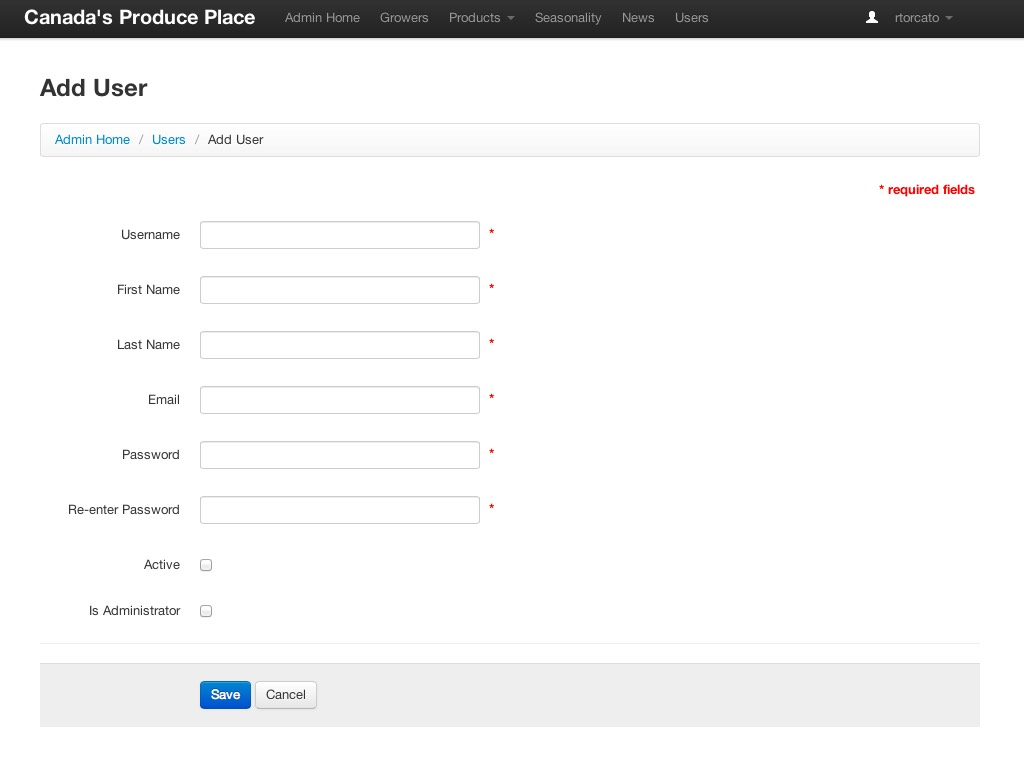 Canada's Produce Place Admin Home Growers Products Seasonality News Users rtorcato
Add User
Admin Home / Users / Add User
* required fields
Username *
First Name *
Last Name *
Email *
Password *
Re-enter Password *
Active
Is Administrator
Save Cancel